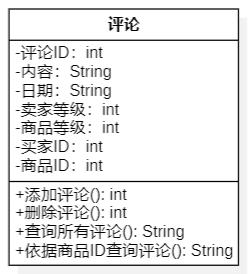 评论
-评论ID：int
-内容：String
-日期：String
-卖家等级：int
-商品等级：int
-买家ID：int
-商品ID：int
+添加评论(): int
+删除评论(): int
+查询所有评论(): String
+依据商品ID查询评论(): String